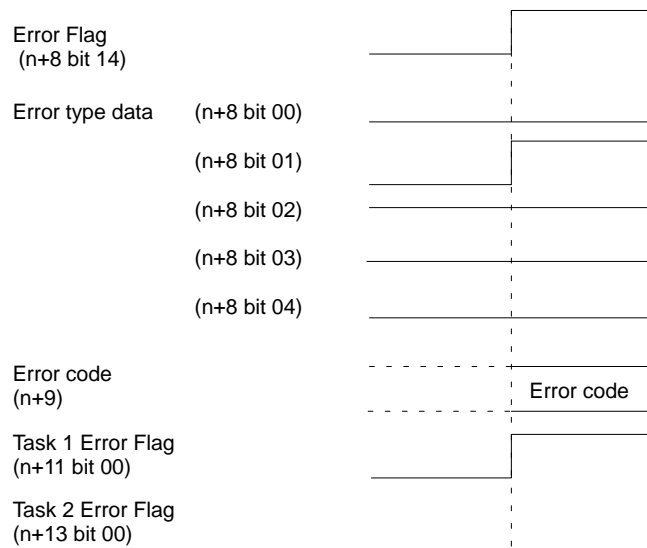 Error Flag
(n+8 bit 14)
Error type data (n+8 bit 00)
(n+8 bit 01)
(n+8 bit 02)
(n+8 bit 03)
(n+8 bit 04)
Error code
(n+9)
Error code
Task 1 Error Flag
(n+11 bit 00)
Task 2 Error Flag
(n+13 bit 00)